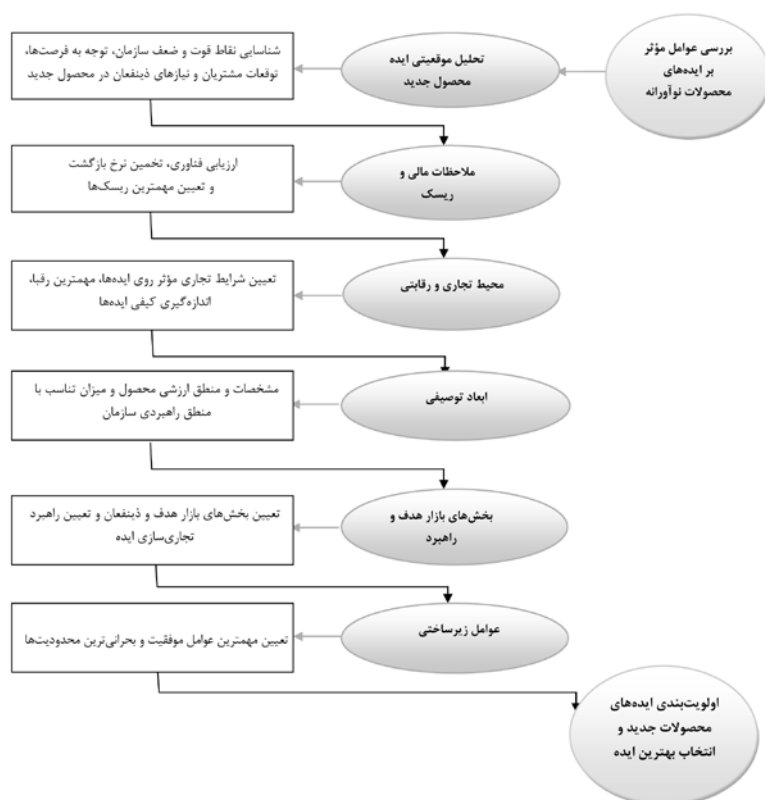 بررسی عوامل مؤثر
بر ایده‌های
محصولات نوآورانه
تحلیل موقعیتی ایده
محصول جدید
شناسایی نقاط قوت و ضعف سازمان، توجه به فرصت‌ها،
توقعات مشتریان و نیازهای ذینفعان در محصول جدید
ملاحظات مالی و
ریسک
ارزیابی فناوری، تخمین نرخ بازگشت
و تعیین مهمترین ریسک‌ها
محیط تجاری و رقابتی
تعیین شرایط تجاری مؤثر روی ایده‌ها، مهمترین رقبا،
اندازه‌گیری کیفی ایده‌ها
ابعاد توصیفی
مشخصات و منطق ارزشی محصول و میزان تناسب با
منطق راهبردی سازمان
بخش‌های بازار هدف و
راهبرد
تعیین بخش‌های بازار هدف و ذینفعان و تعیین راهبرد
تجاری‌سازی ایده
عوامل زیرساختی
تعیین مهمترین عوامل موفقیت و بحرانی‌ترین محدودیت‌ها
اولویت‌بندی ایده‌های
محصولات جدید و
انتخاب بهترین ایده